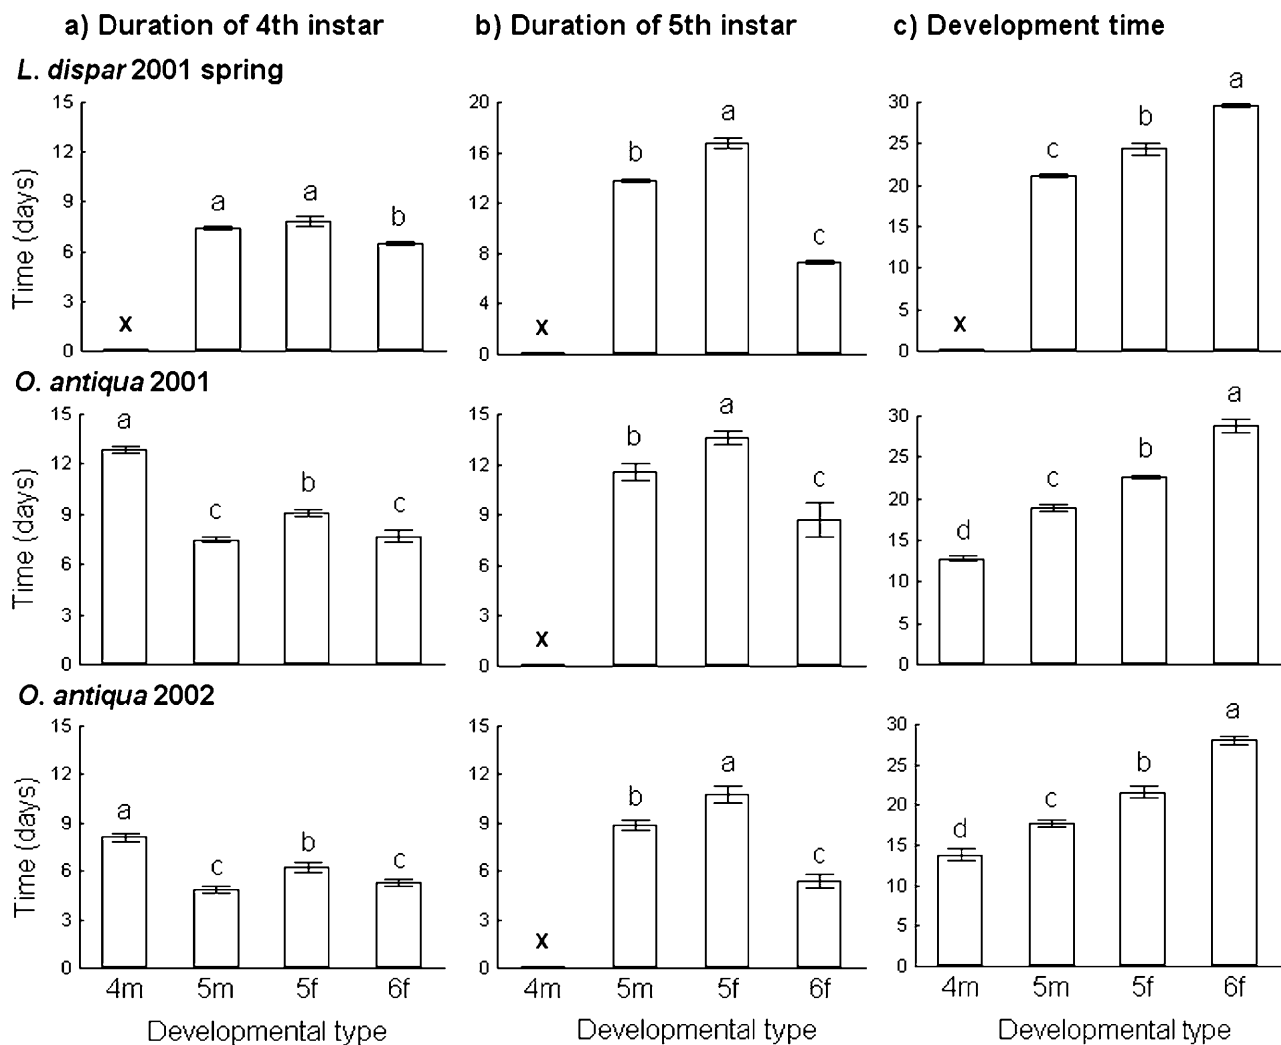 a) Duration of 4th instar
b) Duration of 5th instar
c) Development time
L. dispar 2001 spring
Time (days)
15
12
9
6
3
0
x
a
a
b
20
16
12
8
4
0
x
b
a
c
30
25
20
15
10
5
0
x
c
b
a
O. antiqua 2001
Time (days)
15
12
9
6
3
0
a
c
b
c
15
12
9
6
3
0
x
b
a
c
30
25
20
15
10
5
0
d
c
b
a
O. antiqua 2002
Time (days)
15
12
9
6
3
0
a
c
b
c
4m 5m 5f 6f
Developmental type
15
12
9
6
3
0
x
b
a
c
4m 5m 5f 6f
Developmental type
30
25
20
15
10
5
0
d
c
b
a
4m 5m 5f 6f
Developmental type